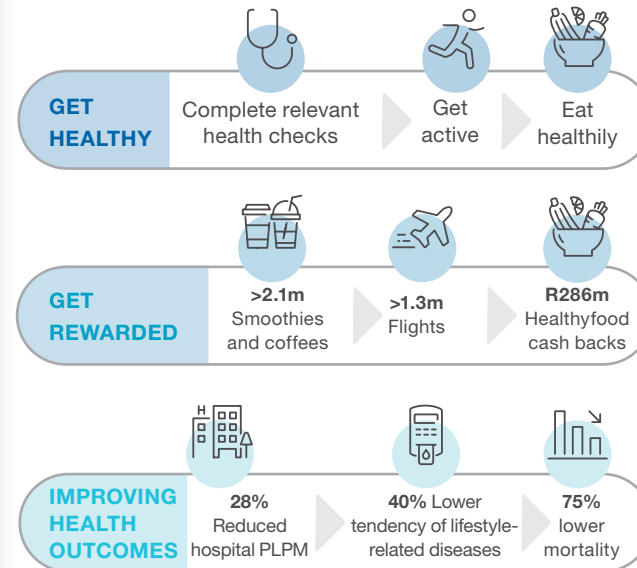 GET
HEALTHY
Complete relevant
health checks
Get
active
Eat
healthily
GET
REWARDED
>2.1m
Smoothies
and coffees
>1.3m
Flights
R286m
Healthyfood
cash backs
H
IMPROVING
HEALTH
OUTCOMES
28%
Reduced
hospital PLPM
40% Lower
tendency of lifestyle-
related diseases
75%
lower
mortality